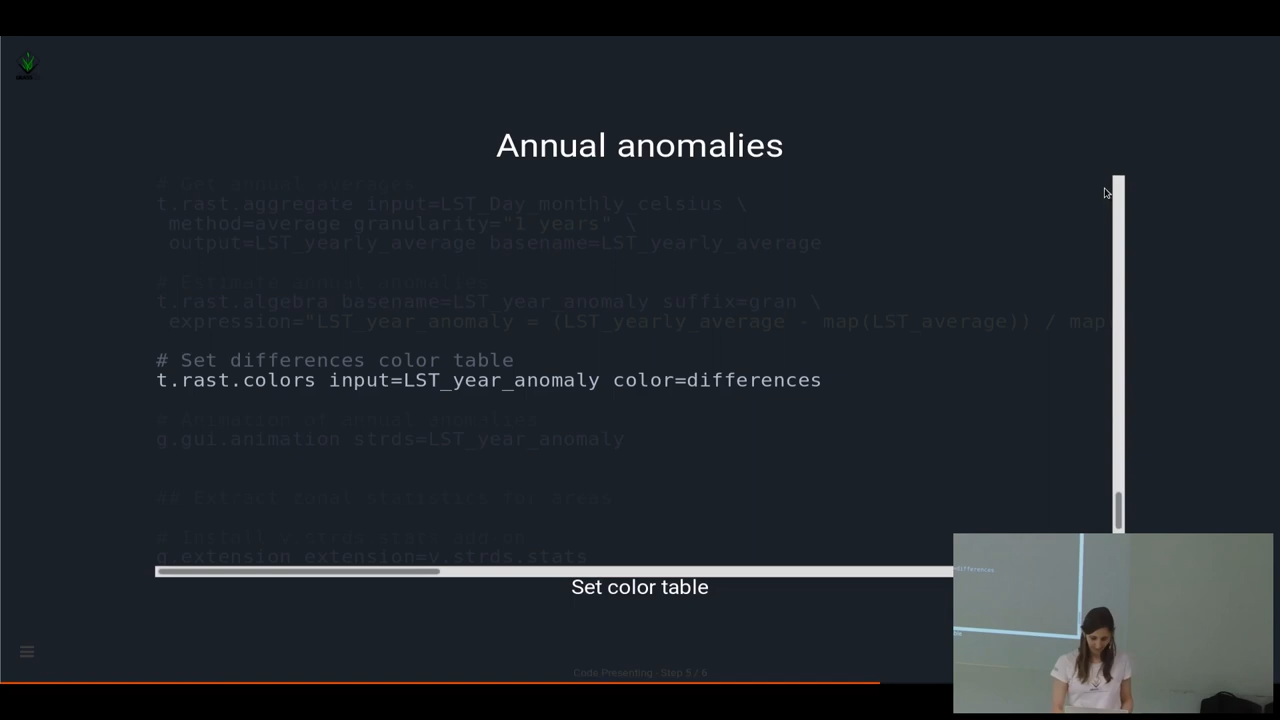 Annual anomalies
# Get annual averages
t.rast.aggregate input=LST_Day_monthly_celsius \
method=average granularity="1 years" \
output=LST_yearly_average basename=LST_yearly_average
# Estimate annual anomalies
t.rast.algebra basename=LST_year_anomaly suffix=gran \
expression="LST_year_anomaly = (LST_yearly_average - map(LST_average)) / map
# Set differences color table
t.rast.colors input=LST_year_anomaly color=differences
# Animation of annual anomalies
g.gui.animation strds=LST_year_anomaly
## Extract zonal statistics for areas
# Install v.strds.stats add-on
g.extension extension=v.strds.stats
Set color table
Code Presenting - Step 5 / 6